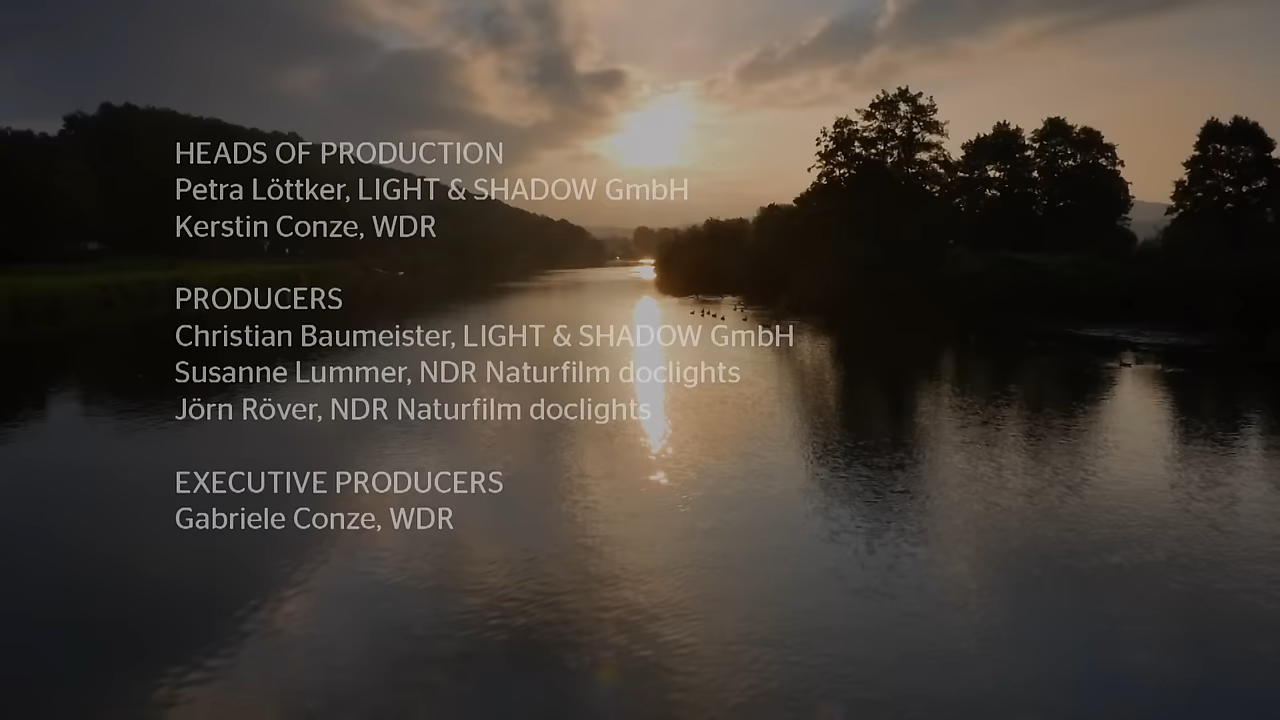 HEADS OF PRODUCTION
Petra Löttker, LIGHT & SHADOW GmbH
Kerstin Conze, WDR
PRODUCERS
Christian Baumeister, LIGHT & SHADOW GmbH
Susanne Lummer, NDR Naturfilm doclights
Jörn Röver, NDR Naturfilm doclights
EXECUTIVE PRODUCERS
Gabriele Conze, WDR